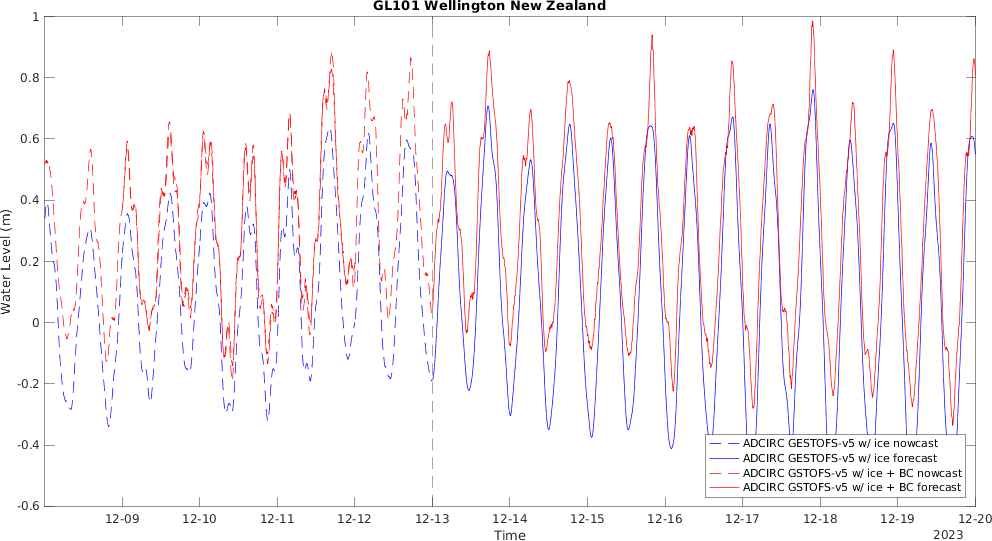 GL101 Wellington New Zealand
Water Level (m)
1
0.8
0.6
0.4
0.2
0
-0.2
-0.4
-0.6
ADCIRC GESTOFS-v5 w/ ice nowcast
ADCIRC GESTOFS-v5 w/ ice forecast
ADCIRC GSTOFS-v5 w/ ice + BC nowcast
ADCIRC GSTOFS-v5 w/ ice + BC forecast
12-09 12-10 12-11 12-12 12-13 12-14 12-15 12-16 12-17 12-18 12-19 12-20
Time
2023